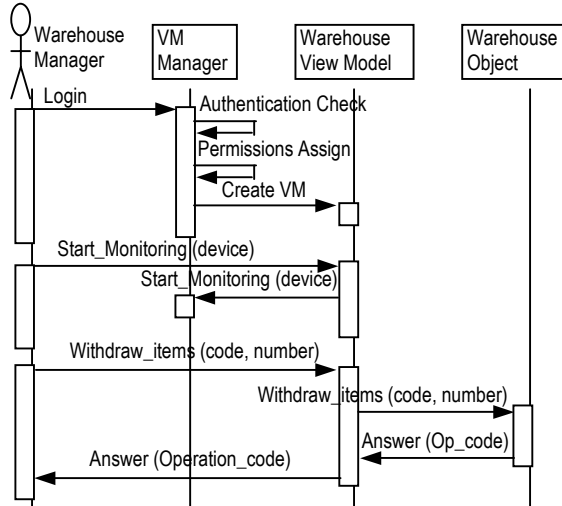 Warehouse
Manager
VM
Manager
Warehouse
View Model
Warehouse
Object
Login
Authentication Check
Permissions Assign
Create VM
Start_Monitoring (device)
Start_Monitoring (device)
Withdraw_items (code, number)
Withdraw_items (code, number)
Answer (Op_code)
Answer (Operation_code)